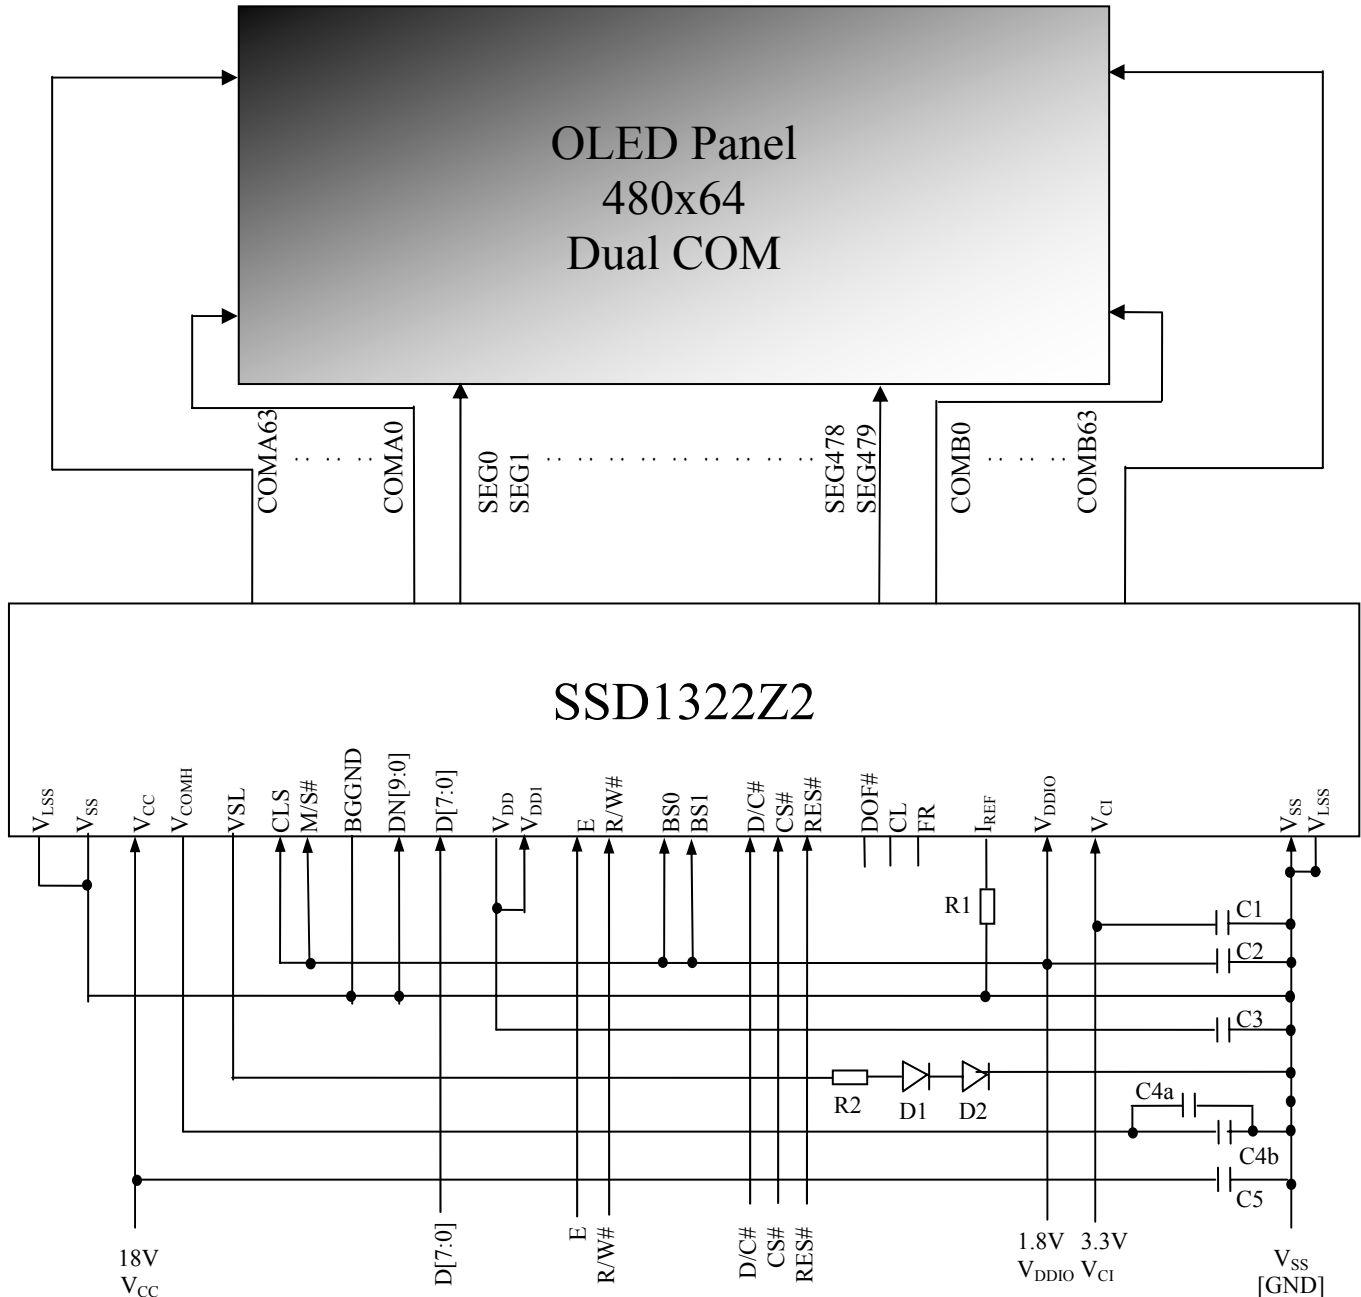 OLED Panel
480x64
Dual COM
COMA63
COMA0
SEG0
SEG1
SEG478
SEG479
COMB0
COMB63
SSD1322Z2
VLSS
VSS
VCC
VCOMH
VSL
CLS
M/S#
BGGND
DN[9:0]
D[7:0]
VDD
VDD1
E
R/W#
BS0
BS1
D/C#
CS#
RES#
DOF#
CL
FR
IREF
VDDIO
VCI
VSS
VLSS
R1
C1
C2
C3
R2
D1
D2
C4a
C4b
C5
18V
VCC
D[7:0]
E
R/W#
D/C#
CS#
RES#
1.8V
VDDIO
3.3V
VCI
VSS
[GND]